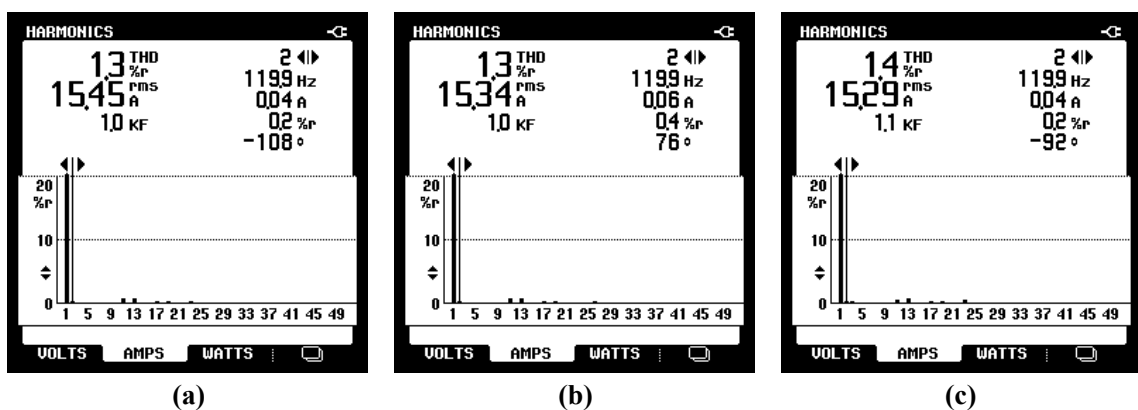 HARMONICS
1.3 THD %r
2
15.45 rms A
119.9 Hz
0.04 A
1.0 KF
0.2 %r
-108 °
20
%r
10
0
1 5 9 13 17 21 25 29 33 37 41 45 49
VOLTS AMPS WATTS
(a)
HARMONICS
1.3 THD %r
2
15.34 rms A
119.9 Hz
0.06 A
1.0 KF
0.4 %r
76 °
20
%r
10
0
1 5 9 13 17 21 25 29 33 37 41 45 49
VOLTS AMPS WATTS
(b)
HARMONICS
1.4 THD %r
2
15.29 rms A
119.9 Hz
0.04 A
1.1 KF
0.2 %r
-92 °
20
%r
10
0
1 5 9 13 17 21 25 29 33 37 41 45 49
VOLTS AMPS WATTS
(c)